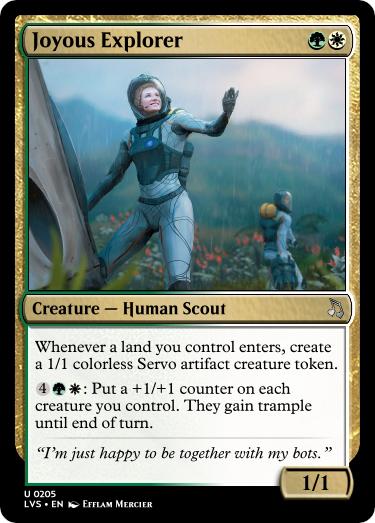 Joyous Explorer
Creature — Human Scout
Whenever a land you control enters, create
a 1/1 colorless Servo artifact creature token.
4: Put a +1/+1 counter on each
creature you control. They gain trample
until end of turn.
“I’m just happy to be together with my bots.”
1/1
U 0205
LVS • EN Efflam Mercier